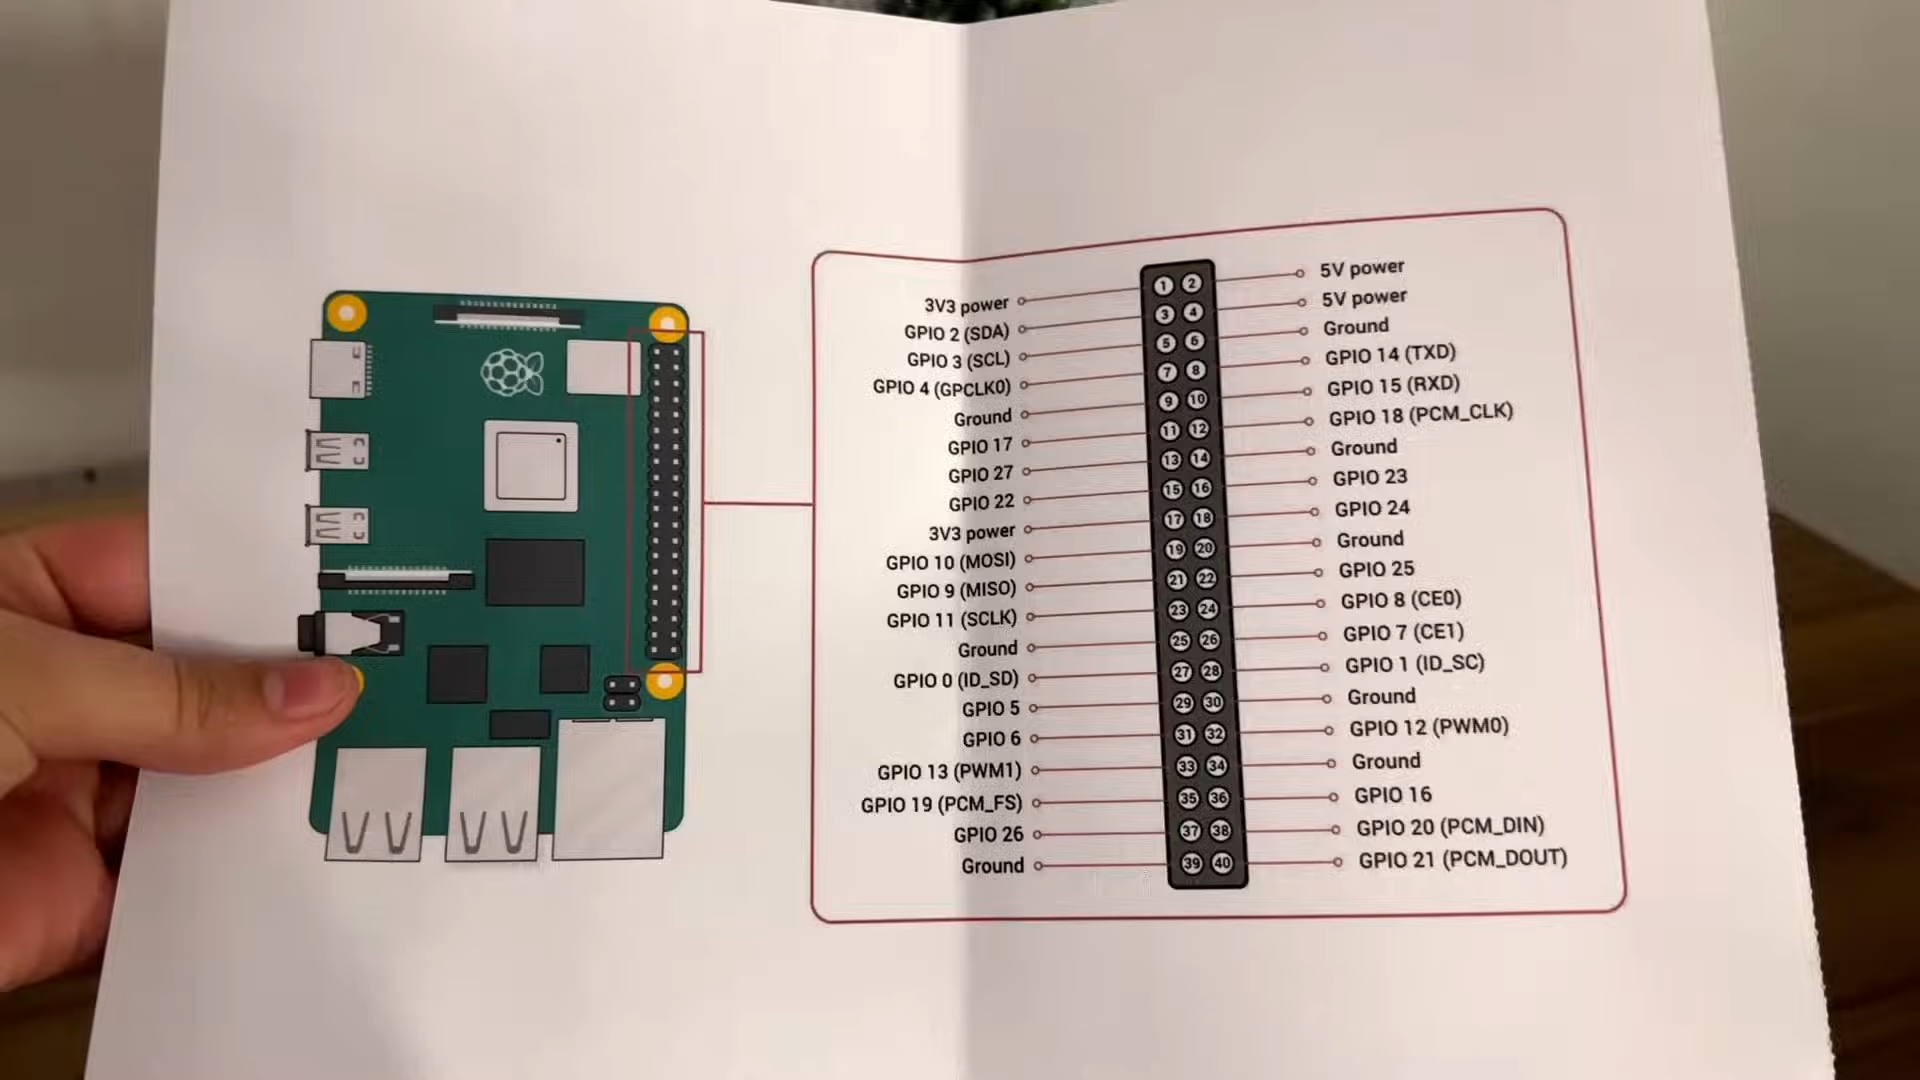 3V3 power 1 2 5V power
GPIO 2 (SDA) 3 4 5V power
GPIO 3 (SCL) 5 6 Ground
GPIO 4 (GPCLK0) 7 8 GPIO 14 (TXD)
Ground 9 10 GPIO 15 (RXD)
GPIO 17 11 12 GPIO 18 (PCM_CLK)
GPIO 27 13 14 Ground
GPIO 22 15 16 GPIO 23
3V3 power 17 18 GPIO 24
GPIO 10 (MOSI) 19 20 Ground
GPIO 9 (MISO) 21 22 GPIO 25
GPIO 11 (SCLK) 23 24 GPIO 8 (CE0)
Ground 25 26 GPIO 7 (CE1)
GPIO 0 (ID_SD) 27 28 GPIO 1 (ID_SC)
GPIO 5 29 30 Ground
GPIO 6 31 32 GPIO 12 (PWM0)
GPIO 13 (PWM1) 33 34 Ground
GPIO 19 (PCM_FS) 35 36 GPIO 16
GPIO 26 37 38 GPIO 20 (PCM_DIN)
Ground 39 40 GPIO 21 (PCM_DOUT)